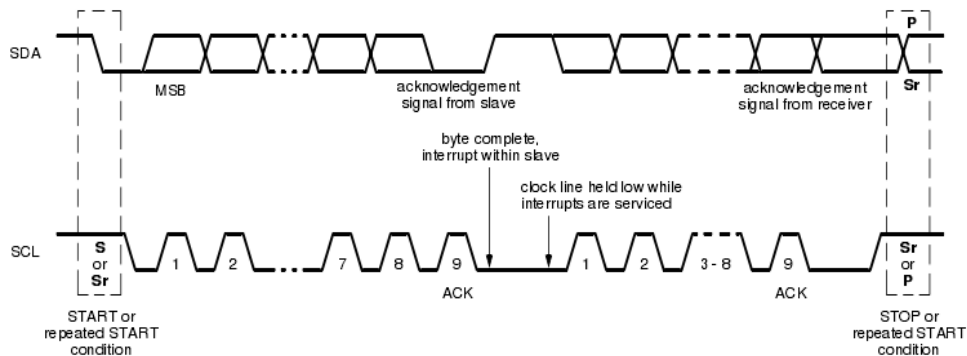 P
SDA
MSB
acknowledgement
signal from slave
acknowledgement
signal from receiver
Sr
byte complete,
interrupt within slave
clock line held low while
interrupts are serviced
SCL
S
or
Sr
1 2 7 8 9 1 2 3 - 8 9
Sr
or
P
ACK ACK
START or
repeated START
condition
STOP or
repeated START
condition